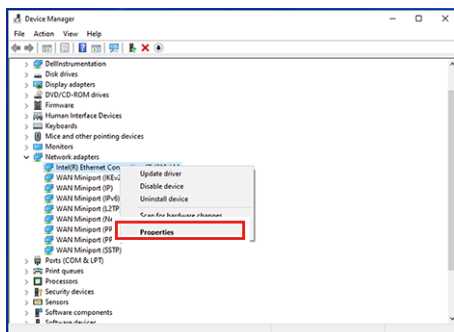 Device Manager
File Action View Help
DellInstrumentation
Disk drives
Display adapters
DVD/CD-ROM drives
Firmware
Human Interface Devices
Keyboards
Mice and other pointing devices
Monitors
Network adapters
Intel(R) Ethernet
WAN Miniport (IKEv2
WAN Miniport (IP)
WAN Miniport (IPv6)
WAN Miniport (L2TP
WAN Miniport
WAN Miniport (PP
WAN Miniport (PP
WAN Miniport (SSTP)
Update driver
Disable device
Uninstall device
Scan for hardware changes
Properties
Ports (COM & LPT)
Print queues
Processors
Security devices
Sensors
Software components
Software devices